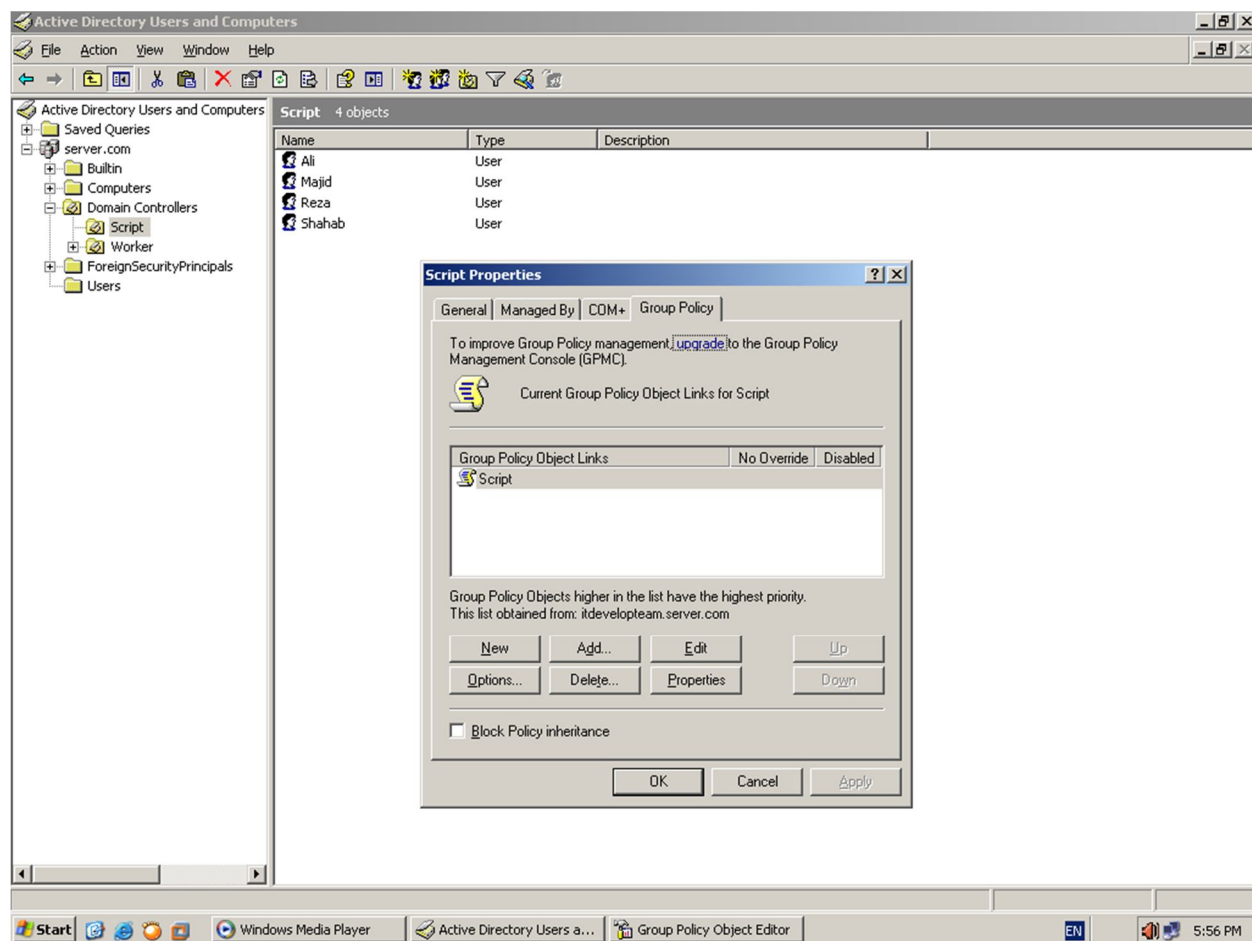 Active Directory Users and Computers
File Action View Window Help
Active Directory Users and Computers
Saved Queries
server.com
Builtin
Computers
Domain Controllers
Script
Worker
ForeignSecurityPrincipals
Users
Script 4 objects
Name Type Description
Ali User
Majid User
Reza User
Shahab User
Script Properties
General Managed By COM+ Group Policy
To improve Group Policy management, upgrade to the Group Policy
Management Console (GPMC).
Current Group Policy Object Links for Script
Group Policy Object Links No Override Disabled
Script
Group Policy Objects higher in the list have the highest priority.
This list obtained from: itdevelopteam.server.com
New Add... Edit Up
Options... Delete... Properties Down
Block Policy inheritance
OK Cancel Apply
Start Windows Media Player Active Directory Users a... Group Policy Object Editor EN 5:56 PM